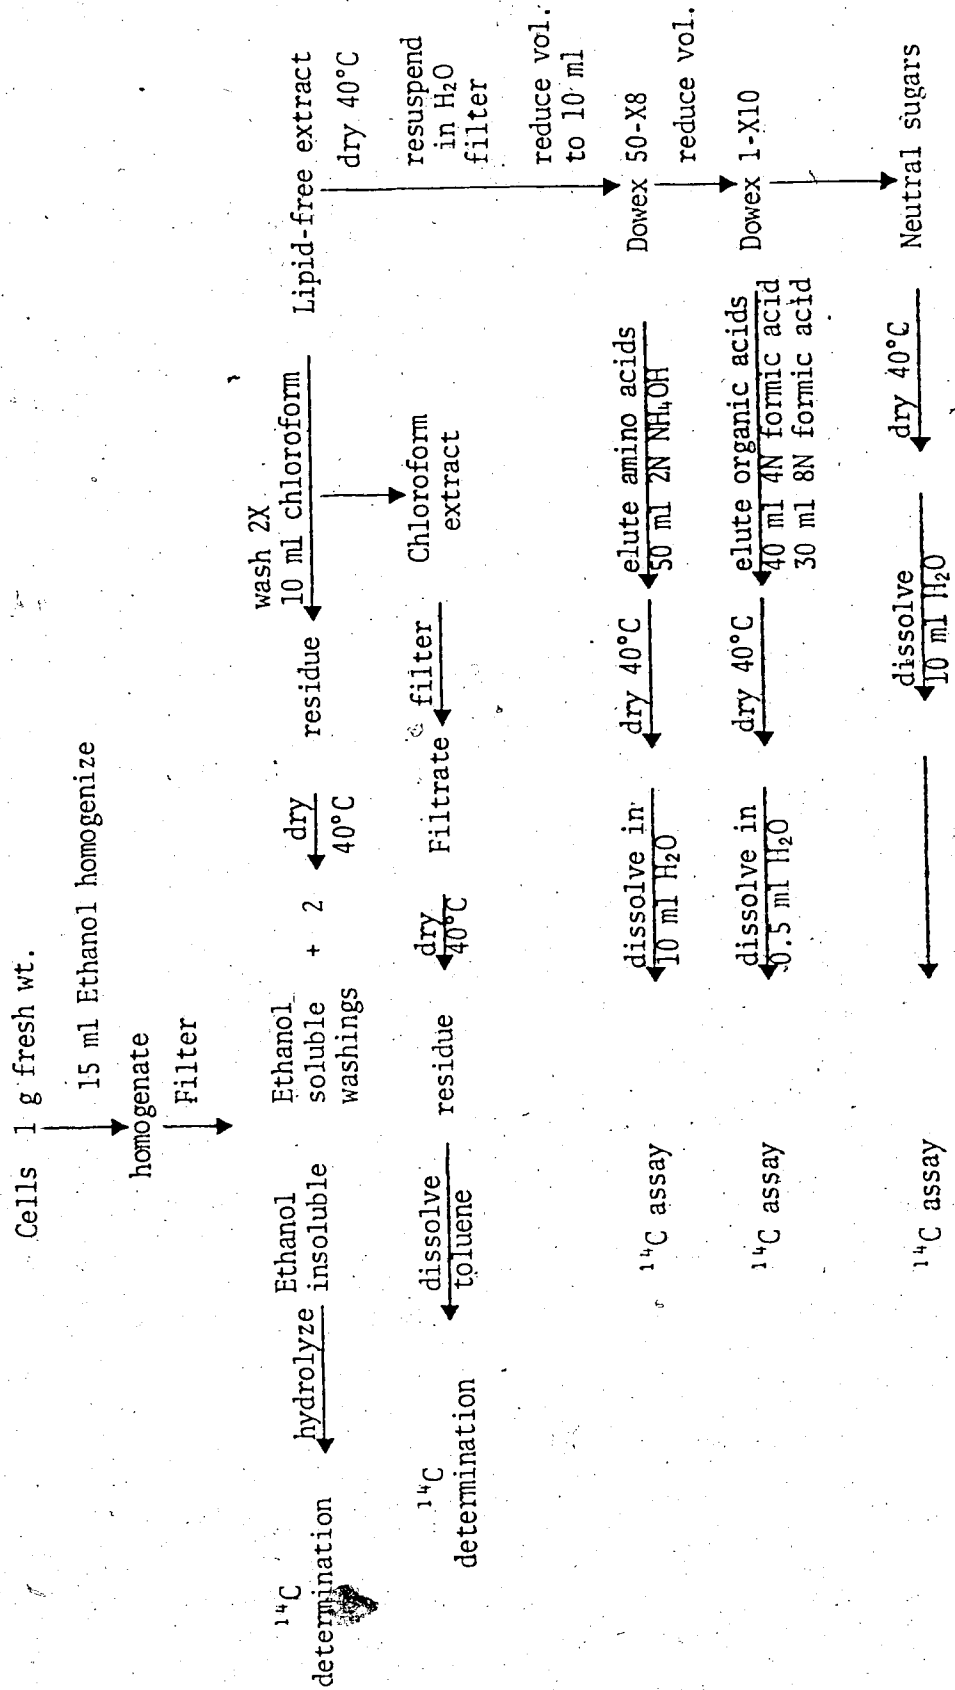 Cells 1 g fresh wt.
15 ml Ethanol homogenize
homogenate
Filter
Ethanol
insoluble
hydrolyze
¹⁴C
determination
Ethanol
soluble + 2
washings
dry
40°C
residue
wash 2X
10 ml chloroform
Lipid-free extract
Chloroform
extract
filter
Filtrate
dry
40°C
residue
dissolve
toluene
¹⁴C
determination
dry 40°C
resuspend
in H₂O
filter
reduce vol.
to 10 ml
Dowex 50-X8
elute amino acids
50 ml 2N NH₄OH
dry 40°C
dissolve in
10 ml H₂O
¹⁴C assay
reduce vol.
Dowex 1-X10
elute organic acids
40 ml 4N formic acid
30 ml 8N formic acid
dry 40°C
dissolve in
0.5 ml H₂O
¹⁴C assay
Neutral sugars
dry 40°C
dissolve
10 ml H₂O
¹⁴C assay